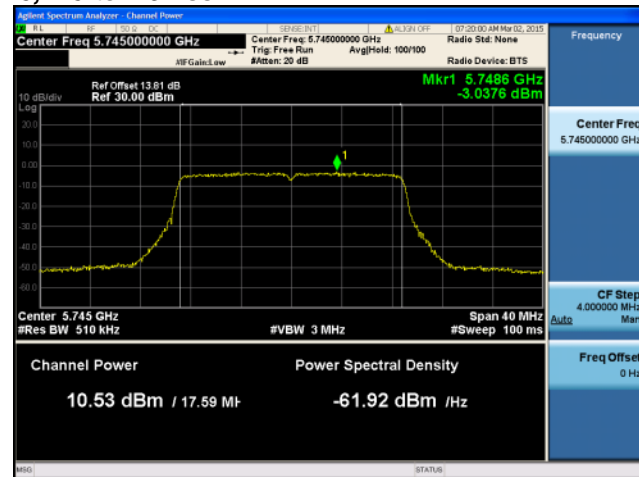 Agilent Spectrum Analyzer - Channel Power
RL RF 50 Ω DC SENSE:INT ALIGN OFF 07:20:00 AM Mar 02, 2015
Center Freq 5.745000000 GHz
Center Freq: 5.745000000 GHz
Radio Std: None
Trig: Free Run Avg|Hold: 100/100
#IFGain:Low #Atten: 20 dB Radio Device: BTS
Frequency
Mkr1 5.7486 GHz
-3.0376 dBm
Ref Offset 13.81 dB
10 dB/div Ref 30.00 dBm
Log
20.0
10.0
0.00
-10.0
-20.0
-30.0
-40.0
-50.0
-60.0
1
Center 5.745 GHz Span 40 MHz
#Res BW 510 kHz #VBW 3 MHz #Sweep 100 ms
Channel Power Power Spectral Density
10.53 dBm / 17.59 MH -61.92 dBm /Hz
Center Freq
5.745000000 GHz
CF Step
4.000000 MHz
Auto Man
Freq Offset
0 Hz
MSG STATUS